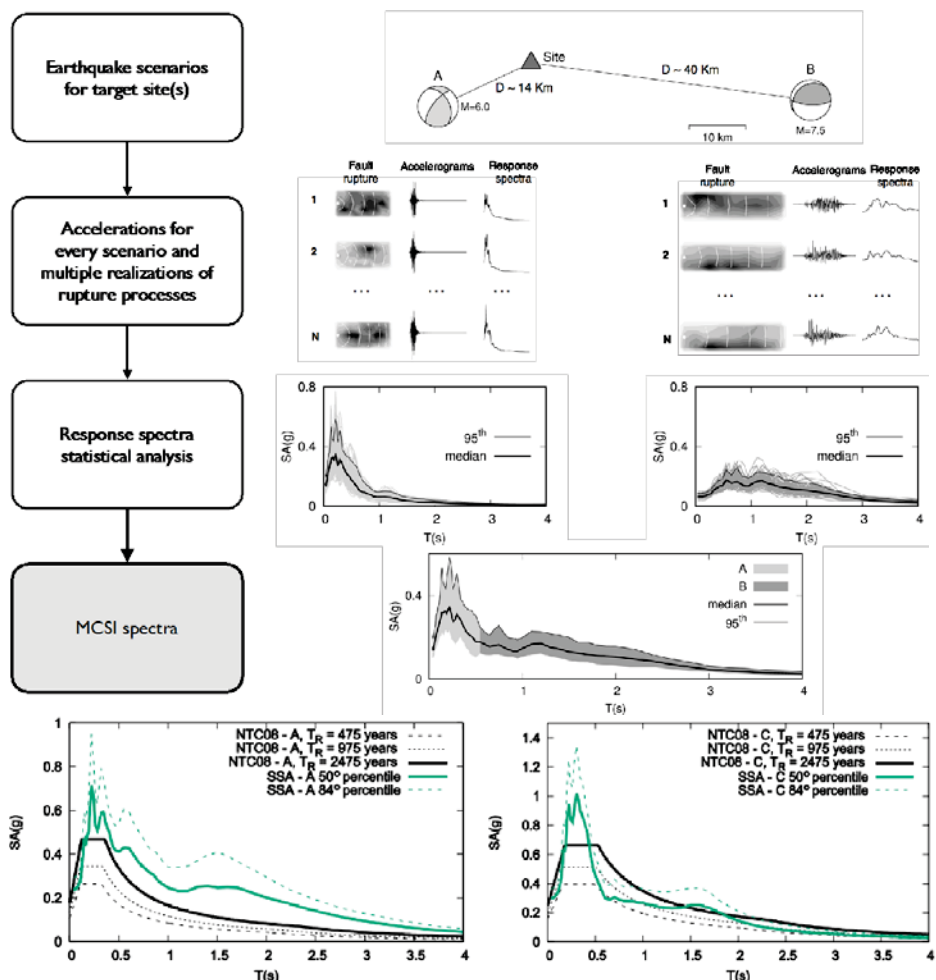 Earthquake scenarios
for target site(s)
Accelerations for
every scenario and
multiple realizations of
rupture processes
Response spectra
statistical analysis
MCSI spectra
A
Site
B
D ~ 14 Km
D ~ 40 Km
M=6.0
M=7.5
10 km
Fault
rupture
Accelerograms
Response
spectra
1
2
...
...
...
N
Fault
rupture
Accelerograms
Response
spectra
1
2
...
...
...
N
0.8
0.4
0
SA(g)
95th
median
0 1 2 3 4
T(s)
0.8
0.4
0
SA(g)
95th
median
0 1 2 3 4
T(s)
0.4
0
SA(g)
A
B
median
95th
0 1 2 3 4
T(s)
1
0.8
0.6
0.4
0.2
0
SA(g)
NTC08 - A, TR = 475 years
NTC08 - A, TR = 975 years
NTC08 - A, TR = 2475 years
SSA - A 50° percentile
SSA - A 84° percentile
0 0.5 1 1.5 2 2.5 3 3.5 4
T(s)
1.4
1.2
1.0
0.8
0.6
0.4
0.2
0
SA(g)
NTC08 - C, TR = 475 years
NTC08 - C, TR = 975 years
NTC08 - C, TR = 2475 years
SSA - C 50° percentile
SSA - C 84° percentile
0 0.5 1 1.5 2 2.5 3 3.5 4
T(s)